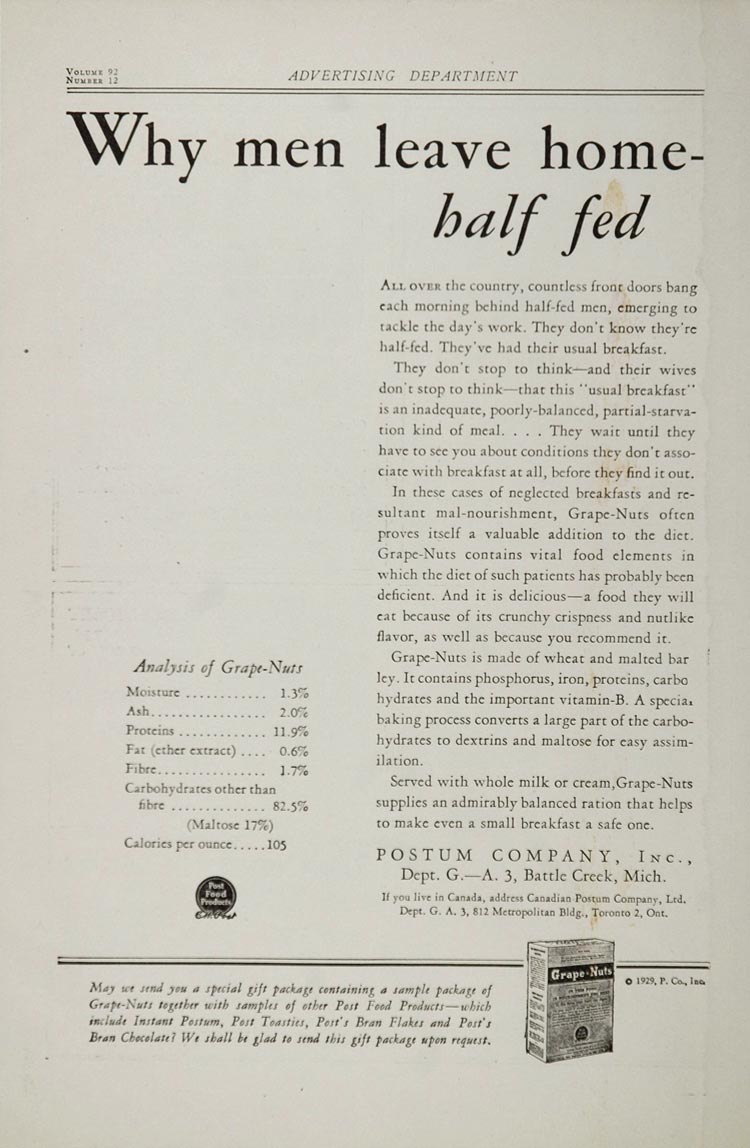 VOLUME 92
NUMBER 12
ADVERTISING DEPARTMENT
Why men leave home-
half fed
ALL OVER the country, countless front doors bang
each morning behind half-fed men, emerging to
tackle the day's work. They don't know they're
half-fed. They've had their usual breakfast.
They don't stop to think—and their wives
don't stop to think—that this "usual breakfast"
is an inadequate, poorly-balanced, partial-starva-
tion kind of meal. . . . They wait until they
have to see you about conditions they don't asso-
ciate with breakfast at all, before they find it out.
In these cases of neglected breakfasts and re-
sultant mal-nourishment, Grape-Nuts often
proves itself a valuable addition to the diet.
Grape-Nuts contains vital food elements in
which the diet of such patients has probably been
deficient. And it is delicious—a food they will
eat because of its crunchy crispness and nutlike
flavor, as well as because you recommend it.
Grape-Nuts is made of wheat and malted bar
ley. It contains phosphorus, iron, proteins, carbo
hydrates and the important vitamin-B. A special
baking process converts a large part of the carbo-
hydrates to dextrins and maltose for easy assim-
ilation.
Served with whole milk or cream, Grape-Nuts
supplies an admirably balanced ration that helps
to make even a small breakfast a safe one.
POSTUM COMPANY, INC.,
Dept. G.—A. 3, Battle Creek, Mich.
If you live in Canada, address Canadian Postum Company, Ltd.
Dept. G. A. 3, 812 Metropolitan Bldg., Toronto 2, Ont.
Analysis of Grape-Nuts
Moisture ............ 1.3%
Ash................. 2.0%
Proteins ............. 11.9%
Fat (ether extract) .... 0.6%
Fibre................ 1.7%
Carbohydrates other than
fibre .............. 82.5%
(Maltose 17%)
Calories per ounce.....105
Post
Food
Products
C.W. Post
May we send you a special gift package containing a sample package of
Grape-Nuts together with samples of other Post Food Products—which
include Instant Postum, Post Toasties, Post's Bran Flakes and Post's
Bran Chocolate? We shall be glad to send this gift package upon request.
Grape-Nuts
© 1929, P. Co., Inc.